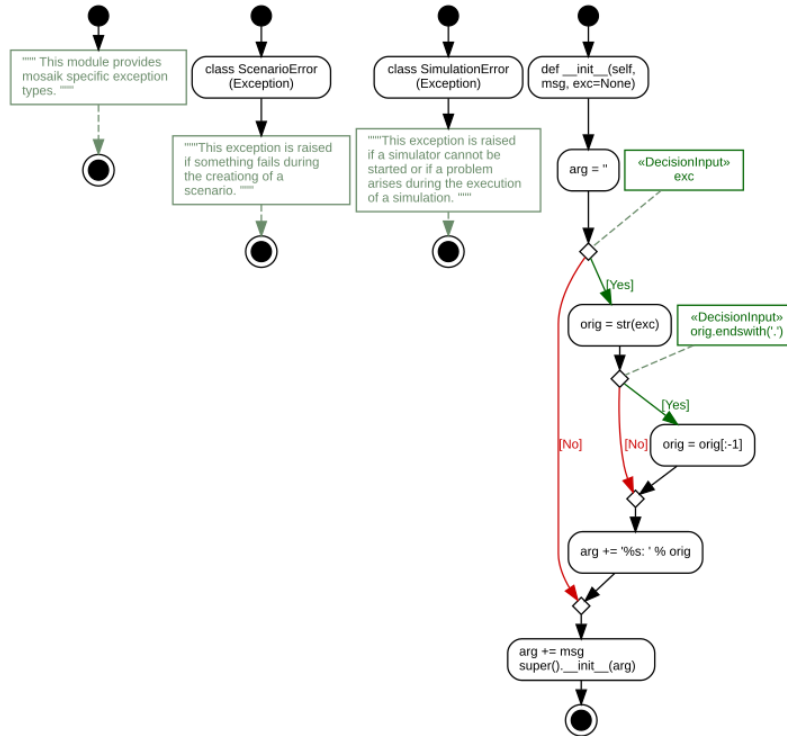 """ This module provides
mosaik specific exception
types. """
class ScenarioError
(Exception)
"""This exception is raised
if something fails during
the creationg of a
scenario. """
class SimulationError
(Exception)
"""This exception is raised
if a simulator cannot be
started or if a problem
arises during the execution
of a simulation. """
def __init__(self,
msg, exc=None)
arg = ''
«DecisionInput»
exc
[Yes]
orig = str(exc)
«DecisionInput»
orig.endswith('.')
[Yes]
[No]
[No]
orig = orig[:-1]
arg += '%s: ' % orig
arg += msg
super().__init__(arg)